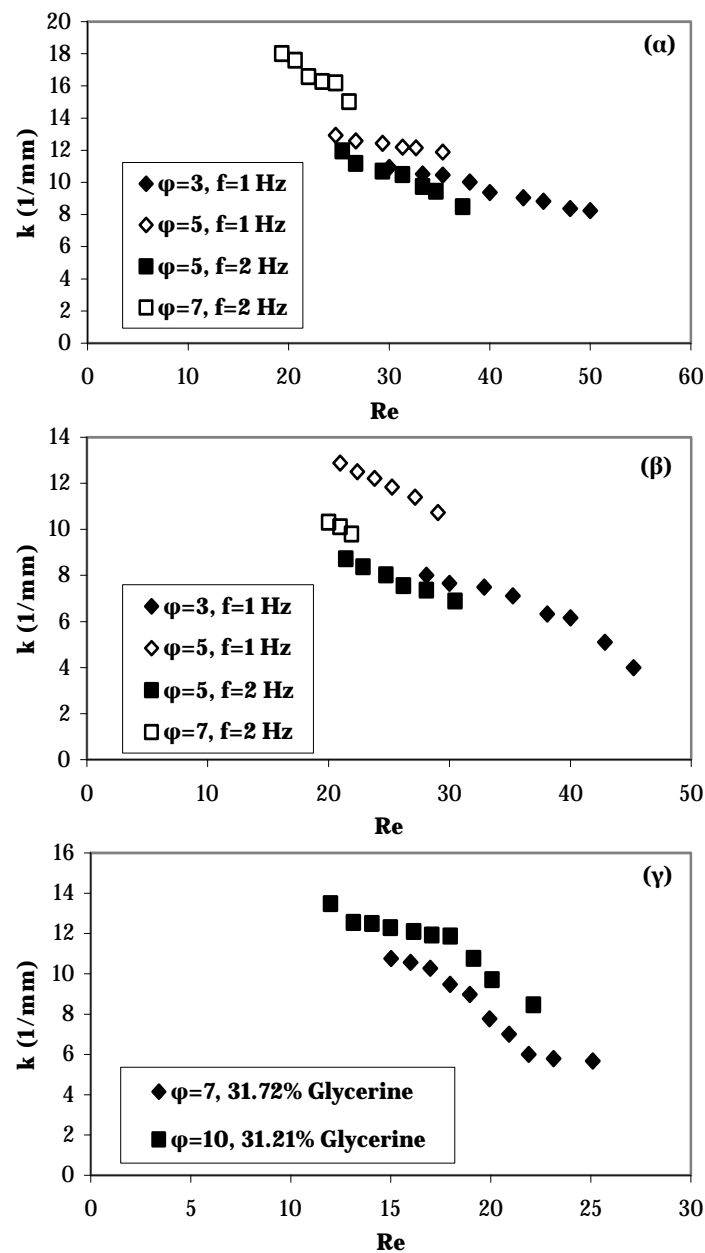 20
(α)
18
16
14
12
10
8
6
4
2
0
k (1/mm)
φ=3, f=1 Hz
φ=5, f=1 Hz
φ=5, f=2 Hz
φ=7, f=2 Hz
0 10 20 30 40 50 60
Re
14
(β)
12
10
8
6
4
2
0
k (1/mm)
φ=3, f=1 Hz
φ=5, f=1 Hz
φ=5, f=2 Hz
φ=7, f=2 Hz
0 10 20 30 40 50
Re
16
(γ)
14
12
10
8
6
4
2
0
k (1/mm)
φ=7, 31.72% Glycerine
φ=10, 31.21% Glycerine
0 5 10 15 20 25 30
Re